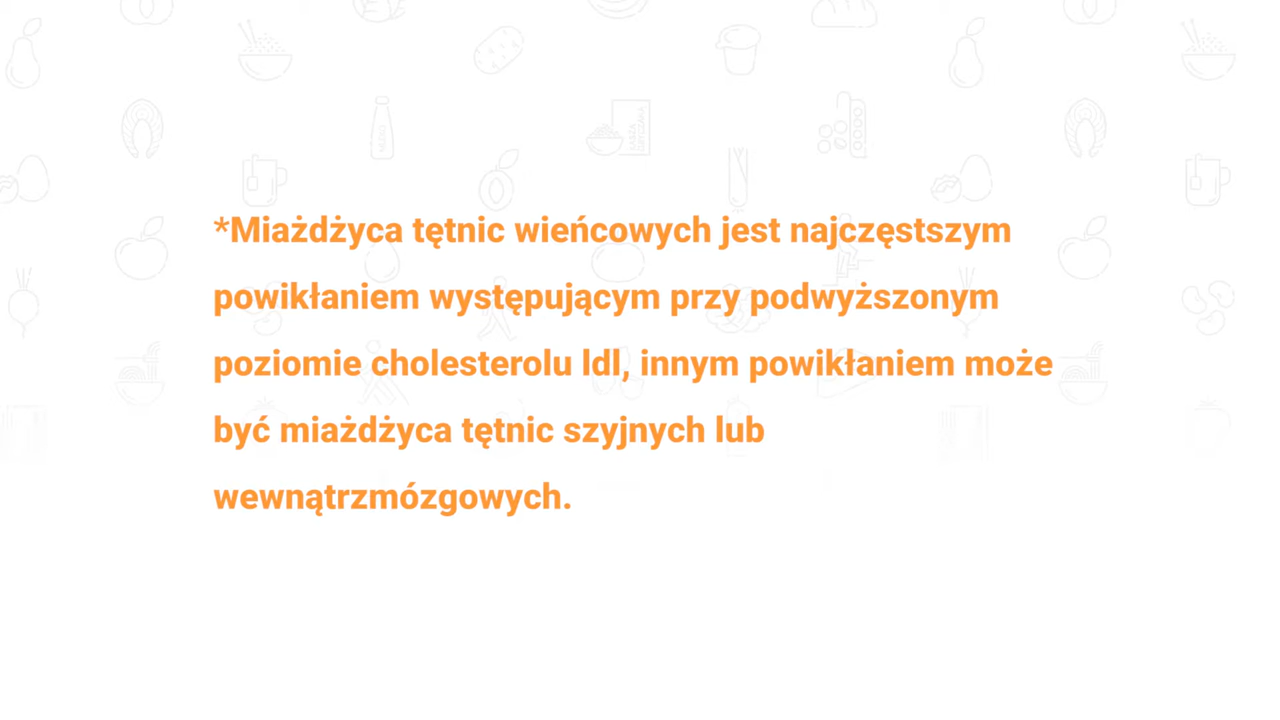 *Miażdżyca tętnic wieńcowych jest najczęstszym
powikłaniem występującym przy podwyższonym
poziomie cholesterolu ldl, innym powikłaniem może
być miażdżyca tętnic szyjnych lub
wewnątrzmózgowych.